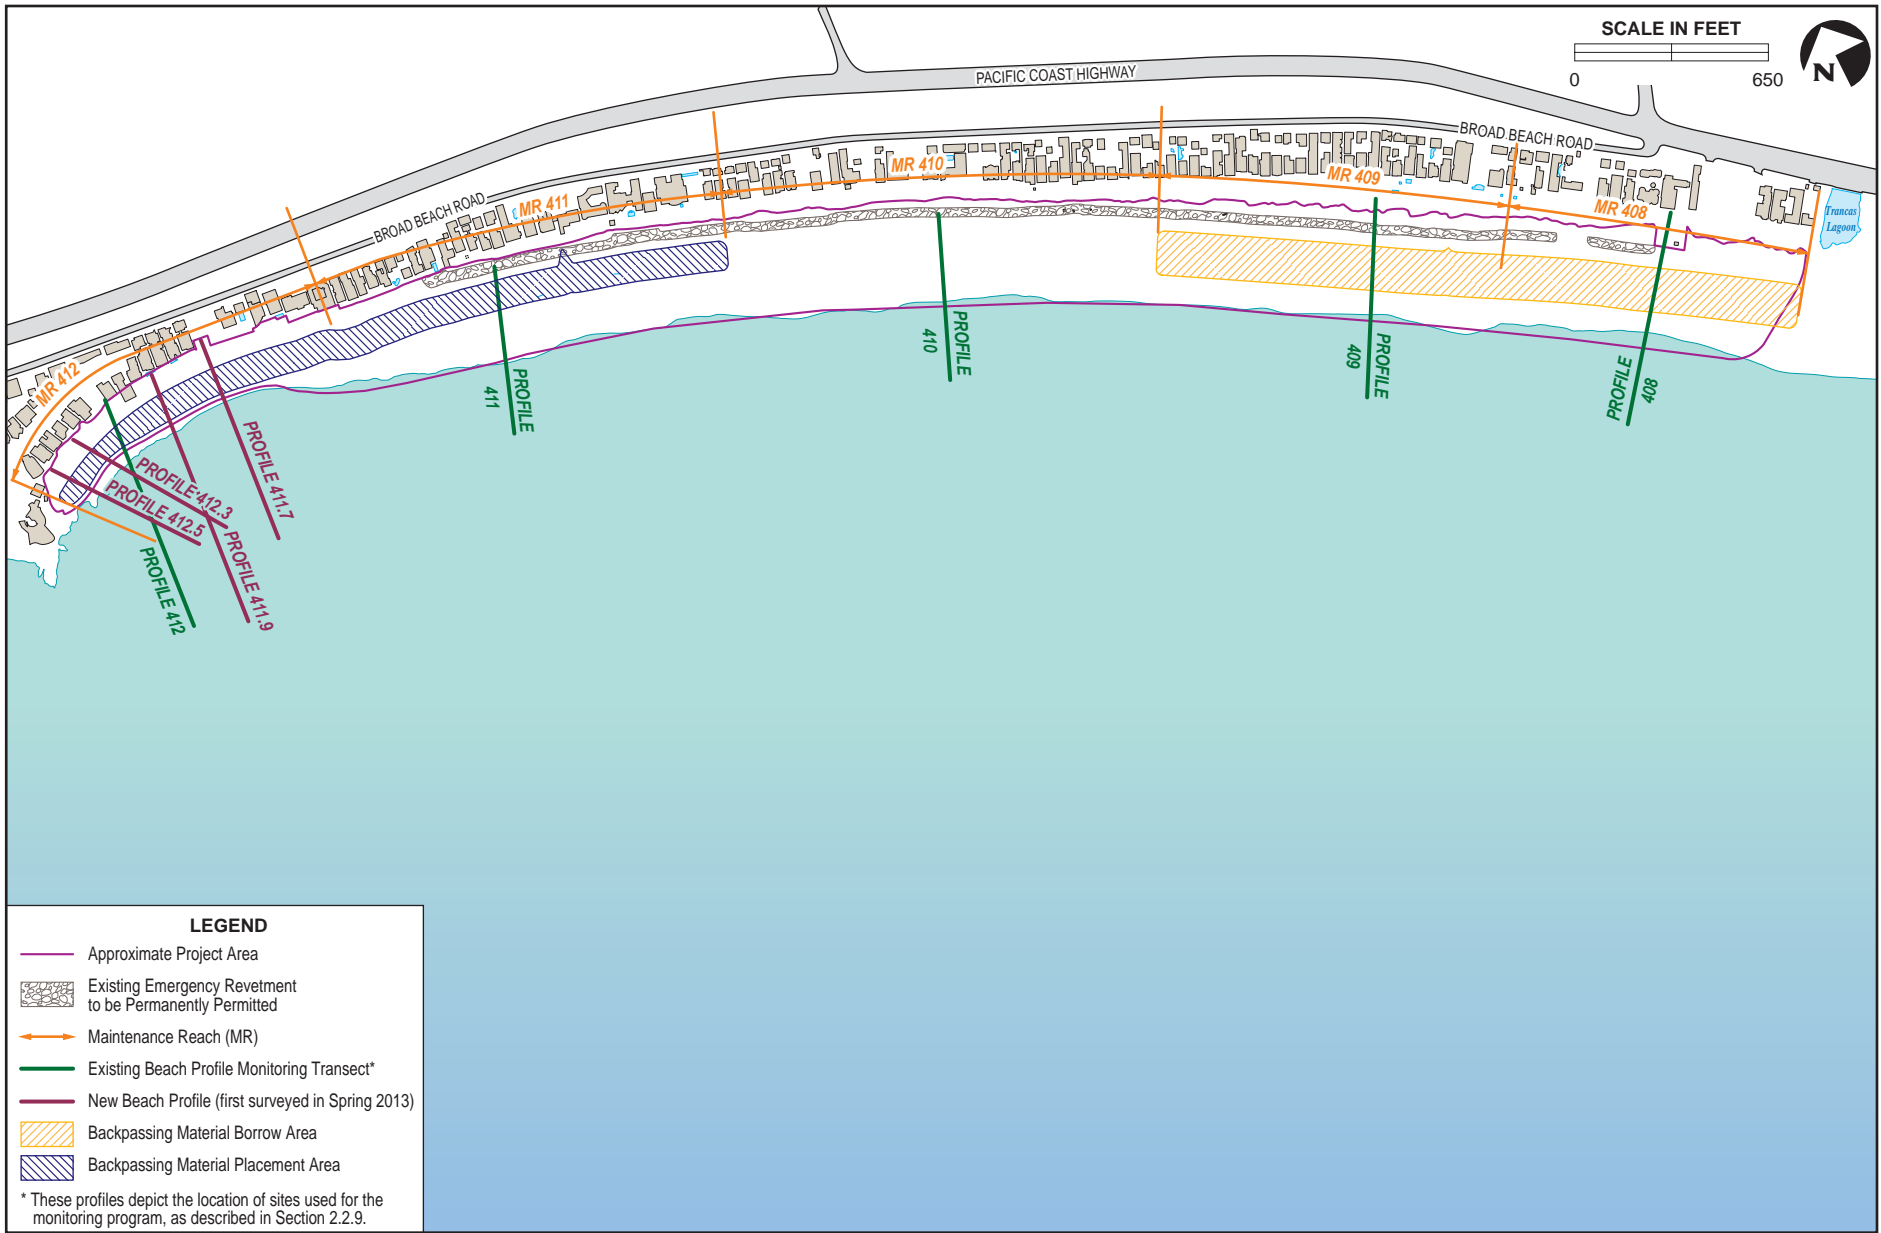 SCALE IN FEET
0 650
N
PACIFIC COAST HIGHWAY
BROAD BEACH ROAD
BROAD BEACH ROAD
MR 412
MR 411
MR 410
MR 409
MR 408
Trancas
Lagoon
PROFILE 412.5
PROFILE 412.3
PROFILE 412
PROFILE 411.9
PROFILE 411.7
PROFILE
411
PROFILE
410
PROFILE
409
PROFILE
408
LEGEND
Approximate Project Area
Existing Emergency Revetment
to be Permanently Permitted
Maintenance Reach (MR)
Existing Beach Profile Monitoring Transect*
New Beach Profile (first surveyed in Spring 2013)
Backpassing Material Borrow Area
Backpassing Material Placement Area
* These profiles depict the location of sites used for the
monitoring program, as described in Section 2.2.9.